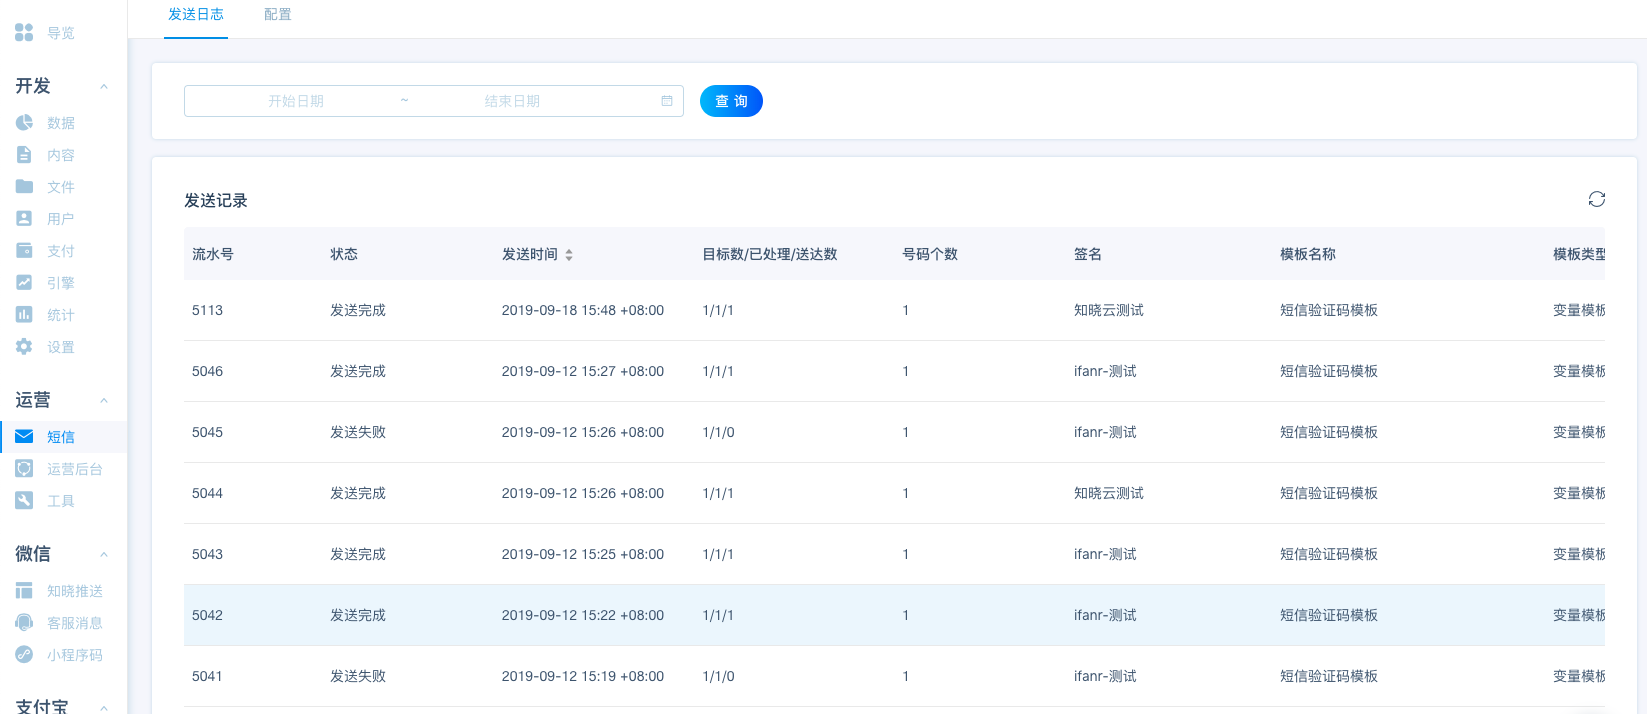 发送日志 配置
导览
开发
数据
内容
文件
用户
支付
引擎
统计
设置
运营
短信
运营后台
工具
微信
知晓推送
客服消息
小程序码
支付宝
开始日期 ~ 结束日期 查 询
发送记录
流水号 状态 发送时间 目标数/已处理/送达数 号码个数 签名 模板名称 模板类型
5113 发送完成 2019-09-18 15:48 +08:00 1/1/1 1 知晓云测试 短信验证码模板 变量模板
5046 发送完成 2019-09-12 15:27 +08:00 1/1/1 1 ifanr-测试 短信验证码模板 变量模板
5045 发送失败 2019-09-12 15:26 +08:00 1/1/0 1 ifanr-测试 短信验证码模板 变量模板
5044 发送完成 2019-09-12 15:26 +08:00 1/1/1 1 知晓云测试 短信验证码模板 变量模板
5043 发送完成 2019-09-12 15:25 +08:00 1/1/1 1 ifanr-测试 短信验证码模板 变量模板
5042 发送完成 2019-09-12 15:22 +08:00 1/1/1 1 ifanr-测试 短信验证码模板 变量模板
5041 发送失败 2019-09-12 15:19 +08:00 1/1/0 1 ifanr-测试 短信验证码模板 变量模板